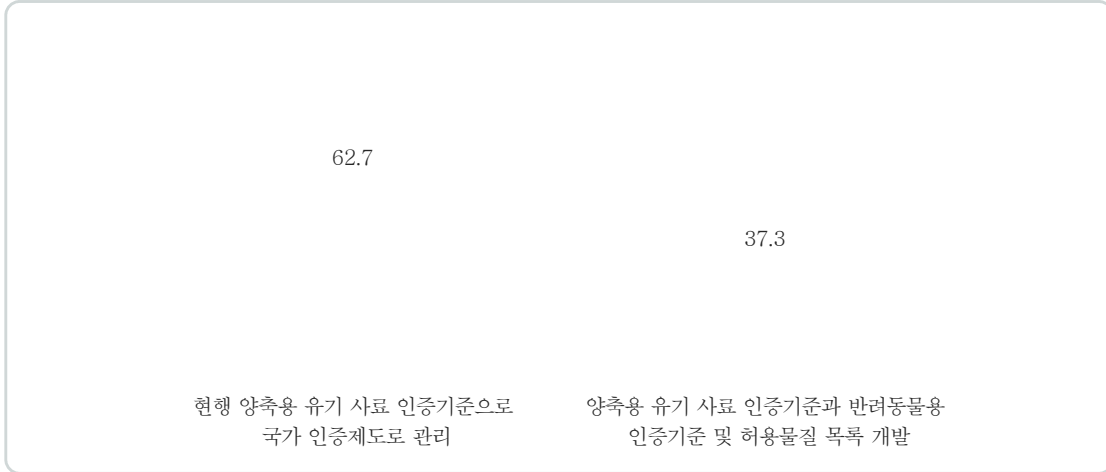 62.7
37.3
현행 양축용 유기 사료 인증기준으로
국가 인증제도로 관리
양축용 유기 사료 인증기준과 반려동물용
인증기준 및 허용물질 목록 개발